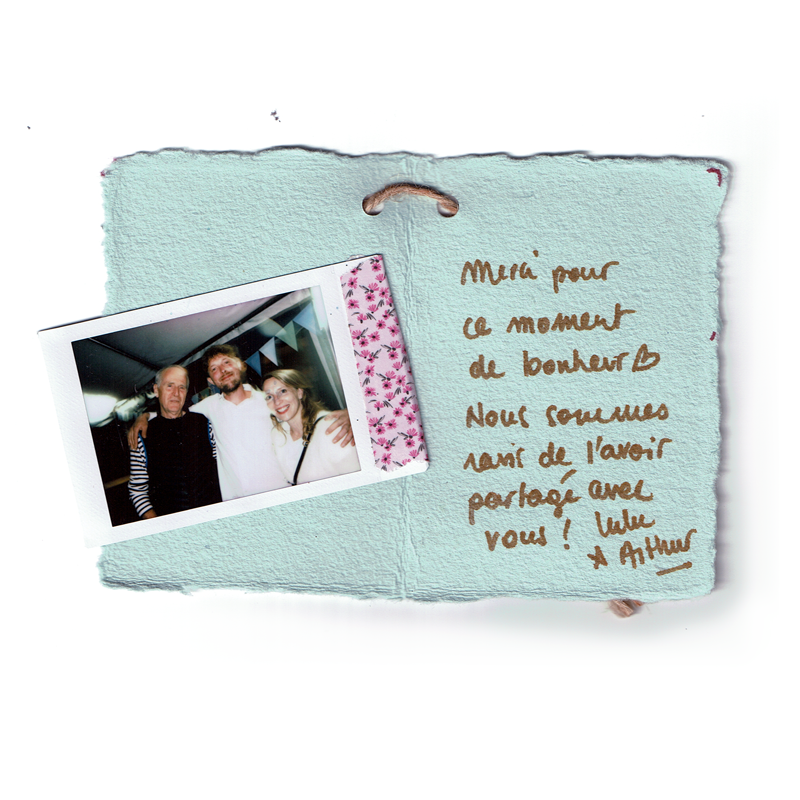 Merci pour
ce moment
de bonheur♡
Nous sommes
ravis de l'avoir
partagé avec
vous ! Lulu
& Arthur